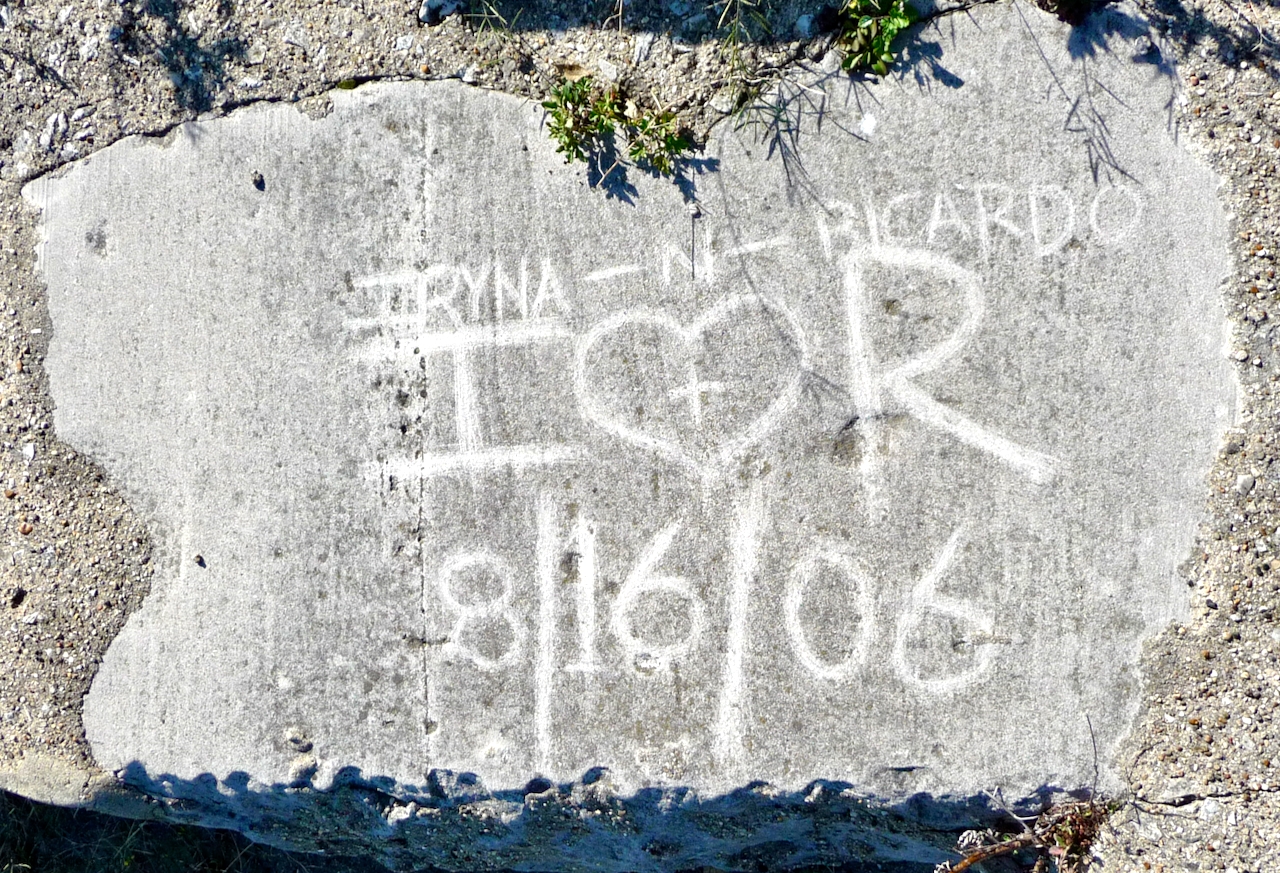 IRYNA - N - RICARDO
I ♡ R
8/16/06